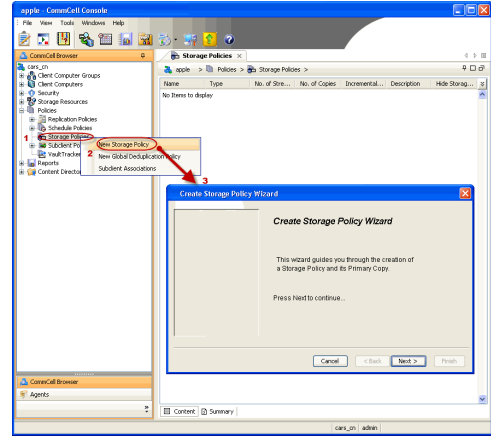 apple - CommCell Console
File View Tools Windows Help
CommCell Browser
cars_cn
Client Computer Groups
Client Computers
Security
Storage Resources
Policies
Replication Policies
Schedule Policies
1 Storage Policies
Subclient Po
VaultTracker
Reports
Content Director
2
New Storage Policy
New Global Deduplication Policy
Subclient Associations
3
Storage Policies
apple > Policies > Storage Policies >
Name Type No. of Stre... No. of Copies Incremental... Description Hide Storag...
No Items to display
Create Storage Policy Wizard
Create Storage Policy Wizard
This wizard guides you through the creation of
a Storage Policy and its Primary Copy.
Press Next to continue...
Cancel < Back Next > Finish
CommCell Browser
Agents
Content Summary
cars_cn admin